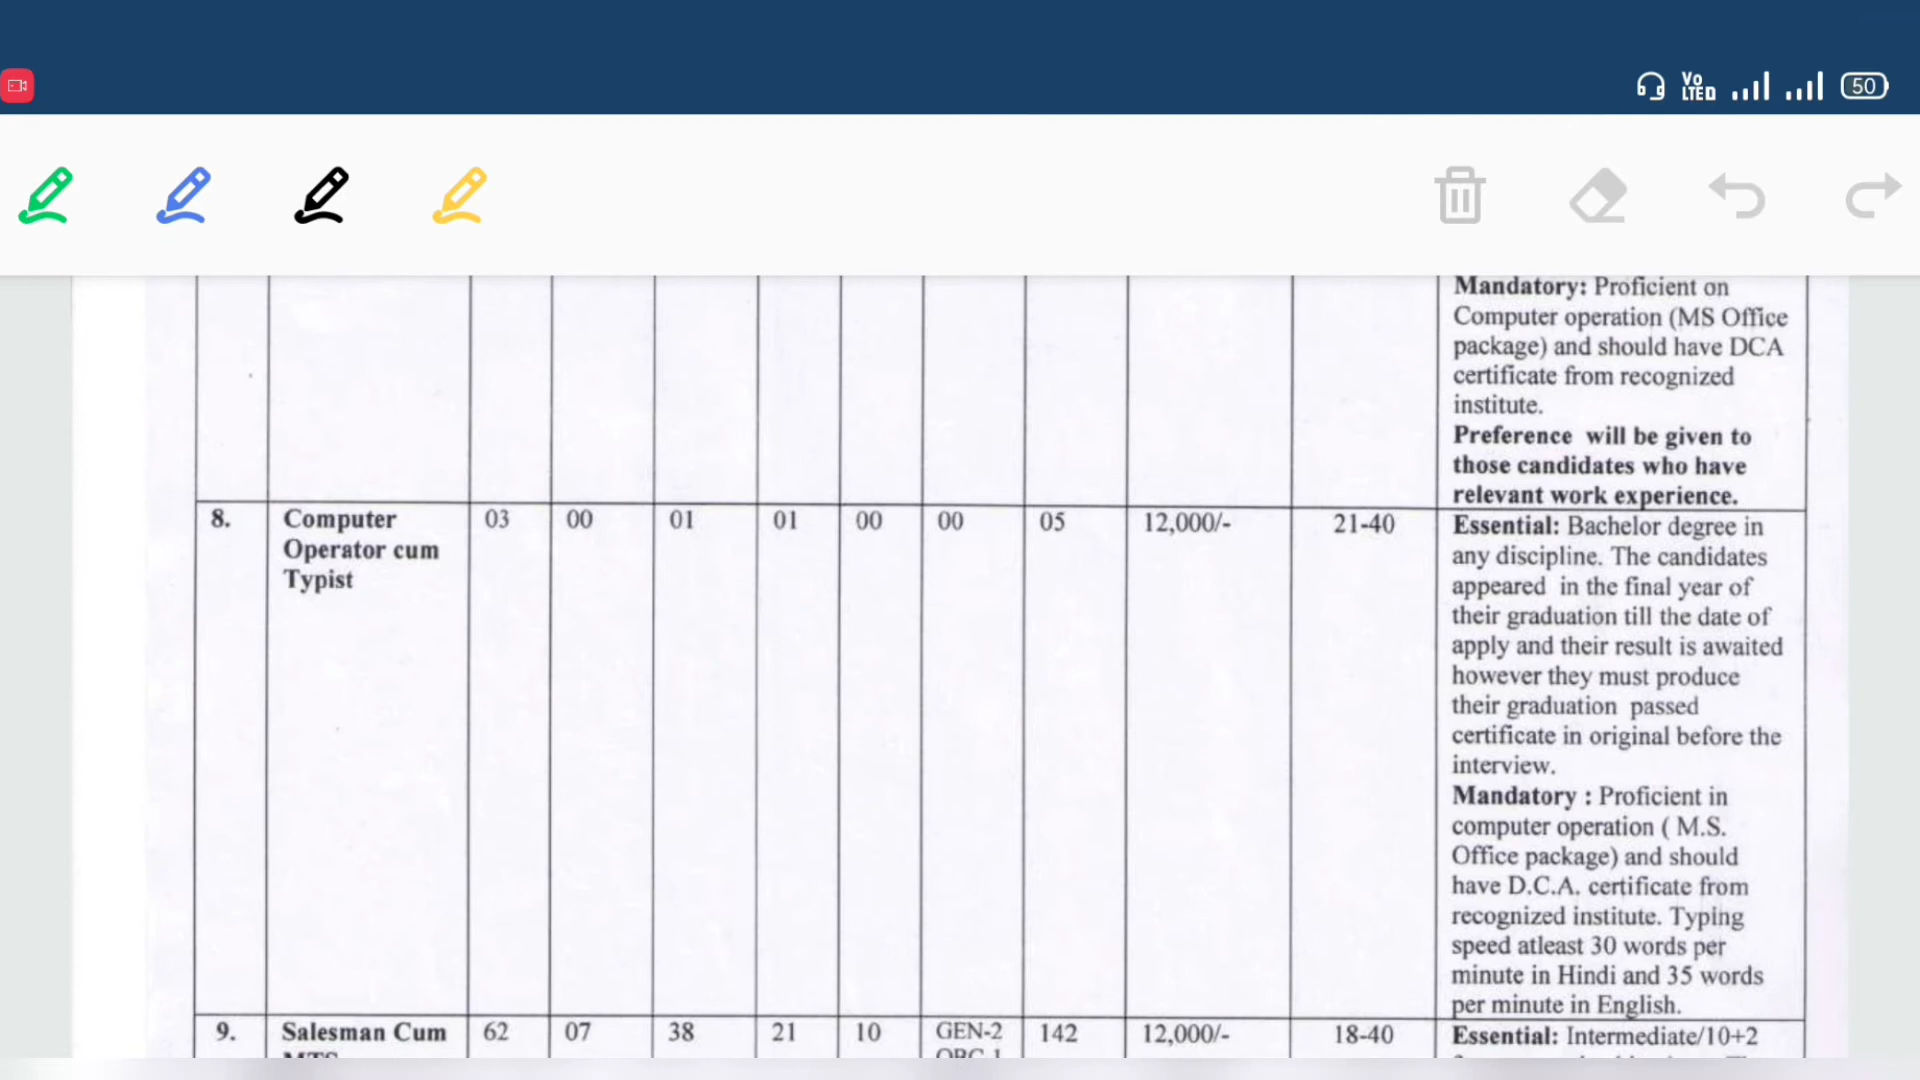 Vo
LTED
50
Mandatory: Proficient on
Computer operation (MS Office
package) and should have DCA
certificate from recognized
institute.
Preference will be given to
those candidates who have
relevant work experience.
8.
Computer
Operator cum
Typist
03
00
01
01
00
00
05
12,000/-
21-40
Essential: Bachelor degree in
any discipline. The candidates
appeared in the final year of
their graduation till the date of
apply and their result is awaited
however they must produce
their graduation passed
certificate in original before the
interview.
Mandatory : Proficient in
computer operation ( M.S.
Office package) and should
have D.C.A. certificate from
recognized institute. Typing
speed atleast 30 words per
minute in Hindi and 35 words
per minute in English.
9.
Salesman Cum
62
07
38
21
10
GEN-2
142
12,000/-
18-40
Essential: Intermediate/10+2